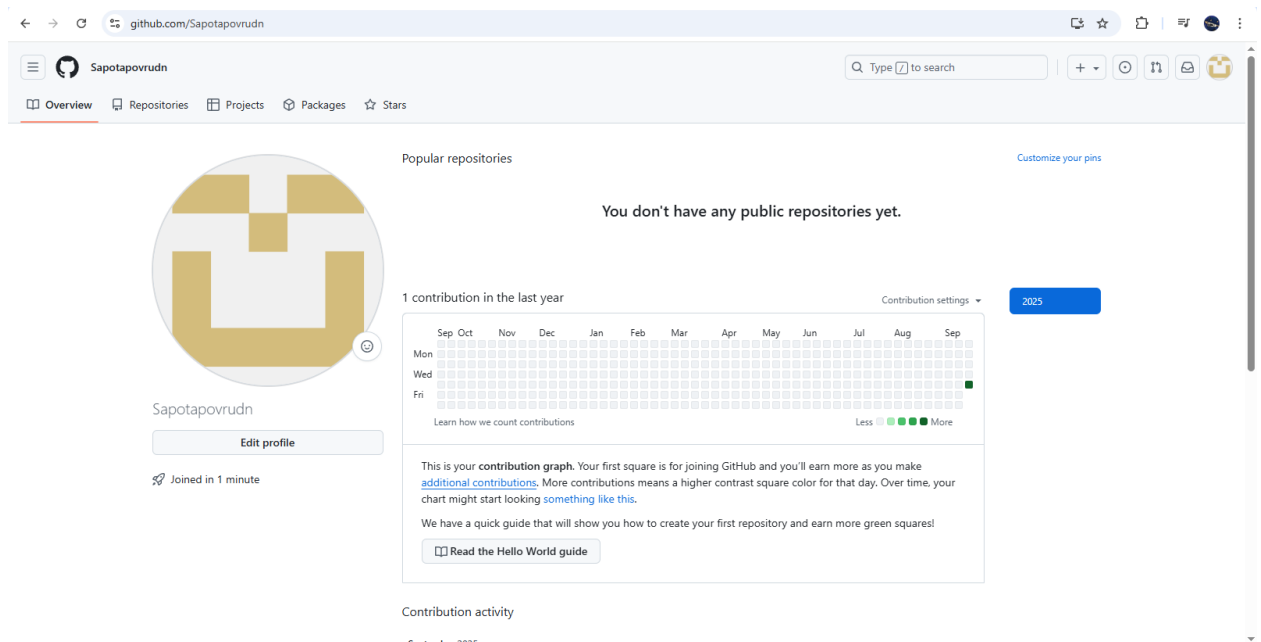 github.com/Sapotapovrudn
Sapotapovrudn
Type / to search
Overview
Repositories
Projects
Packages
Stars
Popular repositories
Customize your pins
You don't have any public repositories yet.
1 contribution in the last year
Contribution settings
2025
Sep Oct Nov Dec Jan Feb Mar Apr May Jun Jul Aug Sep
Mon
Wed
Fri
Learn how we count contributions
Less
More
Sapotapovrudn
Edit profile
Joined in 1 minute
This is your contribution graph. Your first square is for joining GitHub and you'll earn more as you make
additional contributions. More contributions means a higher contrast square color for that day. Over time, your
chart might start looking something like this.
We have a quick guide that will show you how to create your first repository and earn more green squares!
Read the Hello World guide
Contribution activity